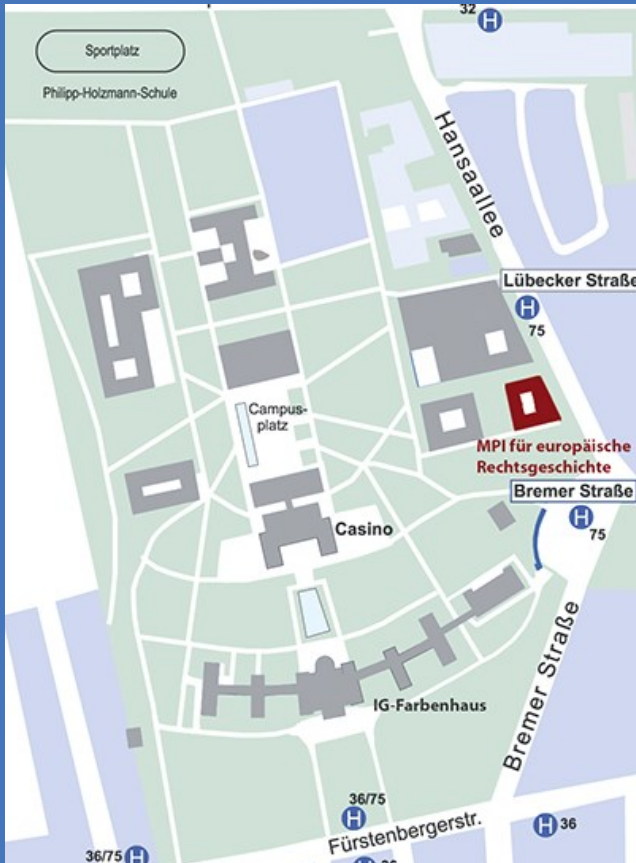 32
H
Sportplatz
Philipp-Holzmann-Schule
Hansaallee
Lübecker Straße
H
75
Campus-
platz
MPI für europäische
Rechtsgeschichte
Bremer Straße
H
75
Casino
IG-Farbenhaus
Bremer Straße
36/75
H
Fürstenbergerstr.
H 36
36/75 H